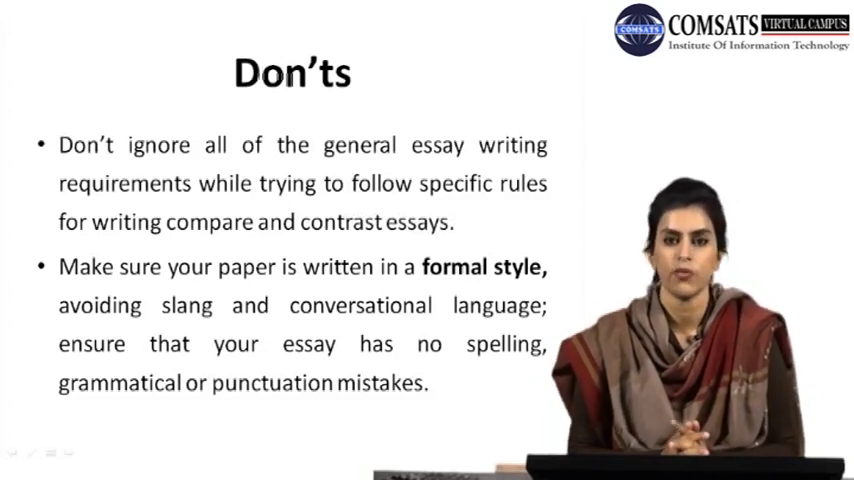 COMSATS VIRTUAL CAMPUS
COMSATS
Institute Of Information Technology
Don'ts
• Don't ignore all of the general essay writing
requirements while trying to follow specific rules
for writing compare and contrast essays.
• Make sure your paper is written in a formal style,
avoiding slang and conversational language;
ensure that your essay has no spelling,
grammatical or punctuation mistakes.